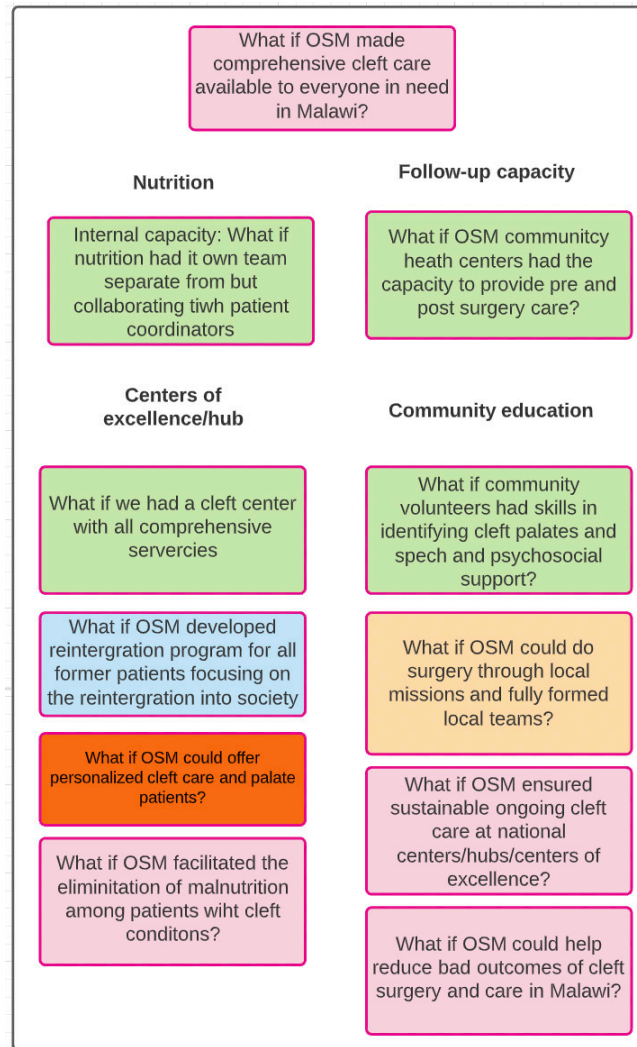 What if OSM made
comprehensive cleft care
available to everyone in need
in Malawi?
Nutrition
Follow-up capacity
Internal capacity: What if
nutrition had it own team
separate from but
collaborating tiwh patient
coordinators
What if OSM communitcy
heath centers had the
capacity to provide pre and
post surgery care?
Centers of
excellence/hub
Community education
What if we had a cleft center
with all comprehensive
servercies
What if community
volunteers had skills in
identifying cleft palates and
spech and psychosocial
support?
What if OSM developed
reintergration program for all
former patients focusing on
the reintergration into society
What if OSM could do
surgery through local
missions and fully formed
local teams?
What if OSM could offer
personalized cleft care and palate
patients?
What if OSM ensured
sustainable ongoing cleft
care at national
centers/hubs/centers of
excellence?
What if OSM facilitated the
eliminitation of malnutrition
among patients wiht cleft
conditons?
What if OSM could help
reduce bad outcomes of cleft
surgery and care in Malawi?